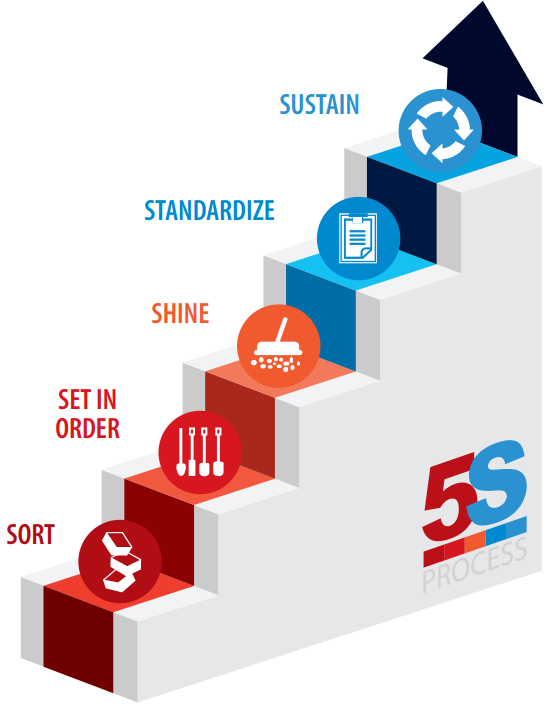 SUSTAIN
STANDARDIZE
SHINE
SET IN
ORDER
SORT
5S
PROCESS